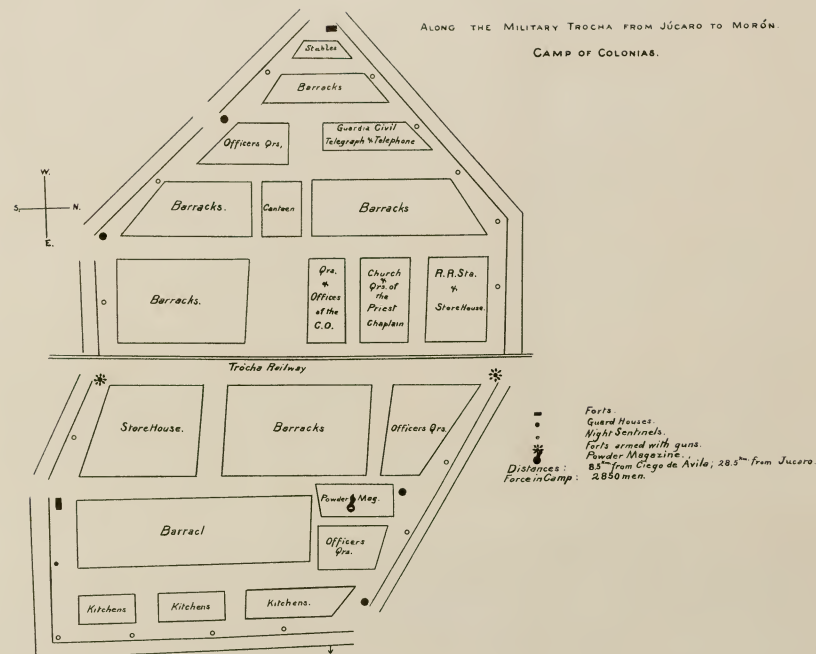 ALONG THE MILITARY TROCHA FROM JÚCARO TO MORÓN.
CAMP OF COLONIAS.
Stables
Barracks
Officers Qrs,
Guardia Civil
Telegraph & Telephone
W.
S. N.
E.
Barracks.
Canteen
Barracks
Barracks.
Qrs.
&
Offices
of the
C.O.
Church
&
Qrs. of
the
Priest
Chaplain
R.R.Sta.
&
StoreHouse.
Trocha Railway
StoreHouse.
Barracks
Officers Qrs.
Forts.
Guard Houses.
Night Sentinels.
Forts armed with guns.
Powder Magazine.
Distances: 8.5 km from Ciego de Avila; 28.5 km from Jucaro.
Force in Camp: 2850 men.
Powder Mag.
Barracl
Officers
Qrs.
Kitchens
Kitchens
Kitchens.